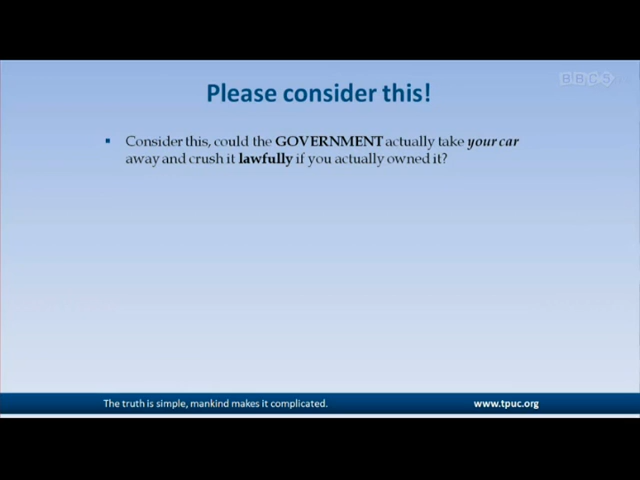 BBC5
Please consider this!
Consider this, could the GOVERNMENT actually take your car
away and crush it lawfully if you actually owned it?
The truth is simple, mankind makes it complicated.
www.tpuc.org